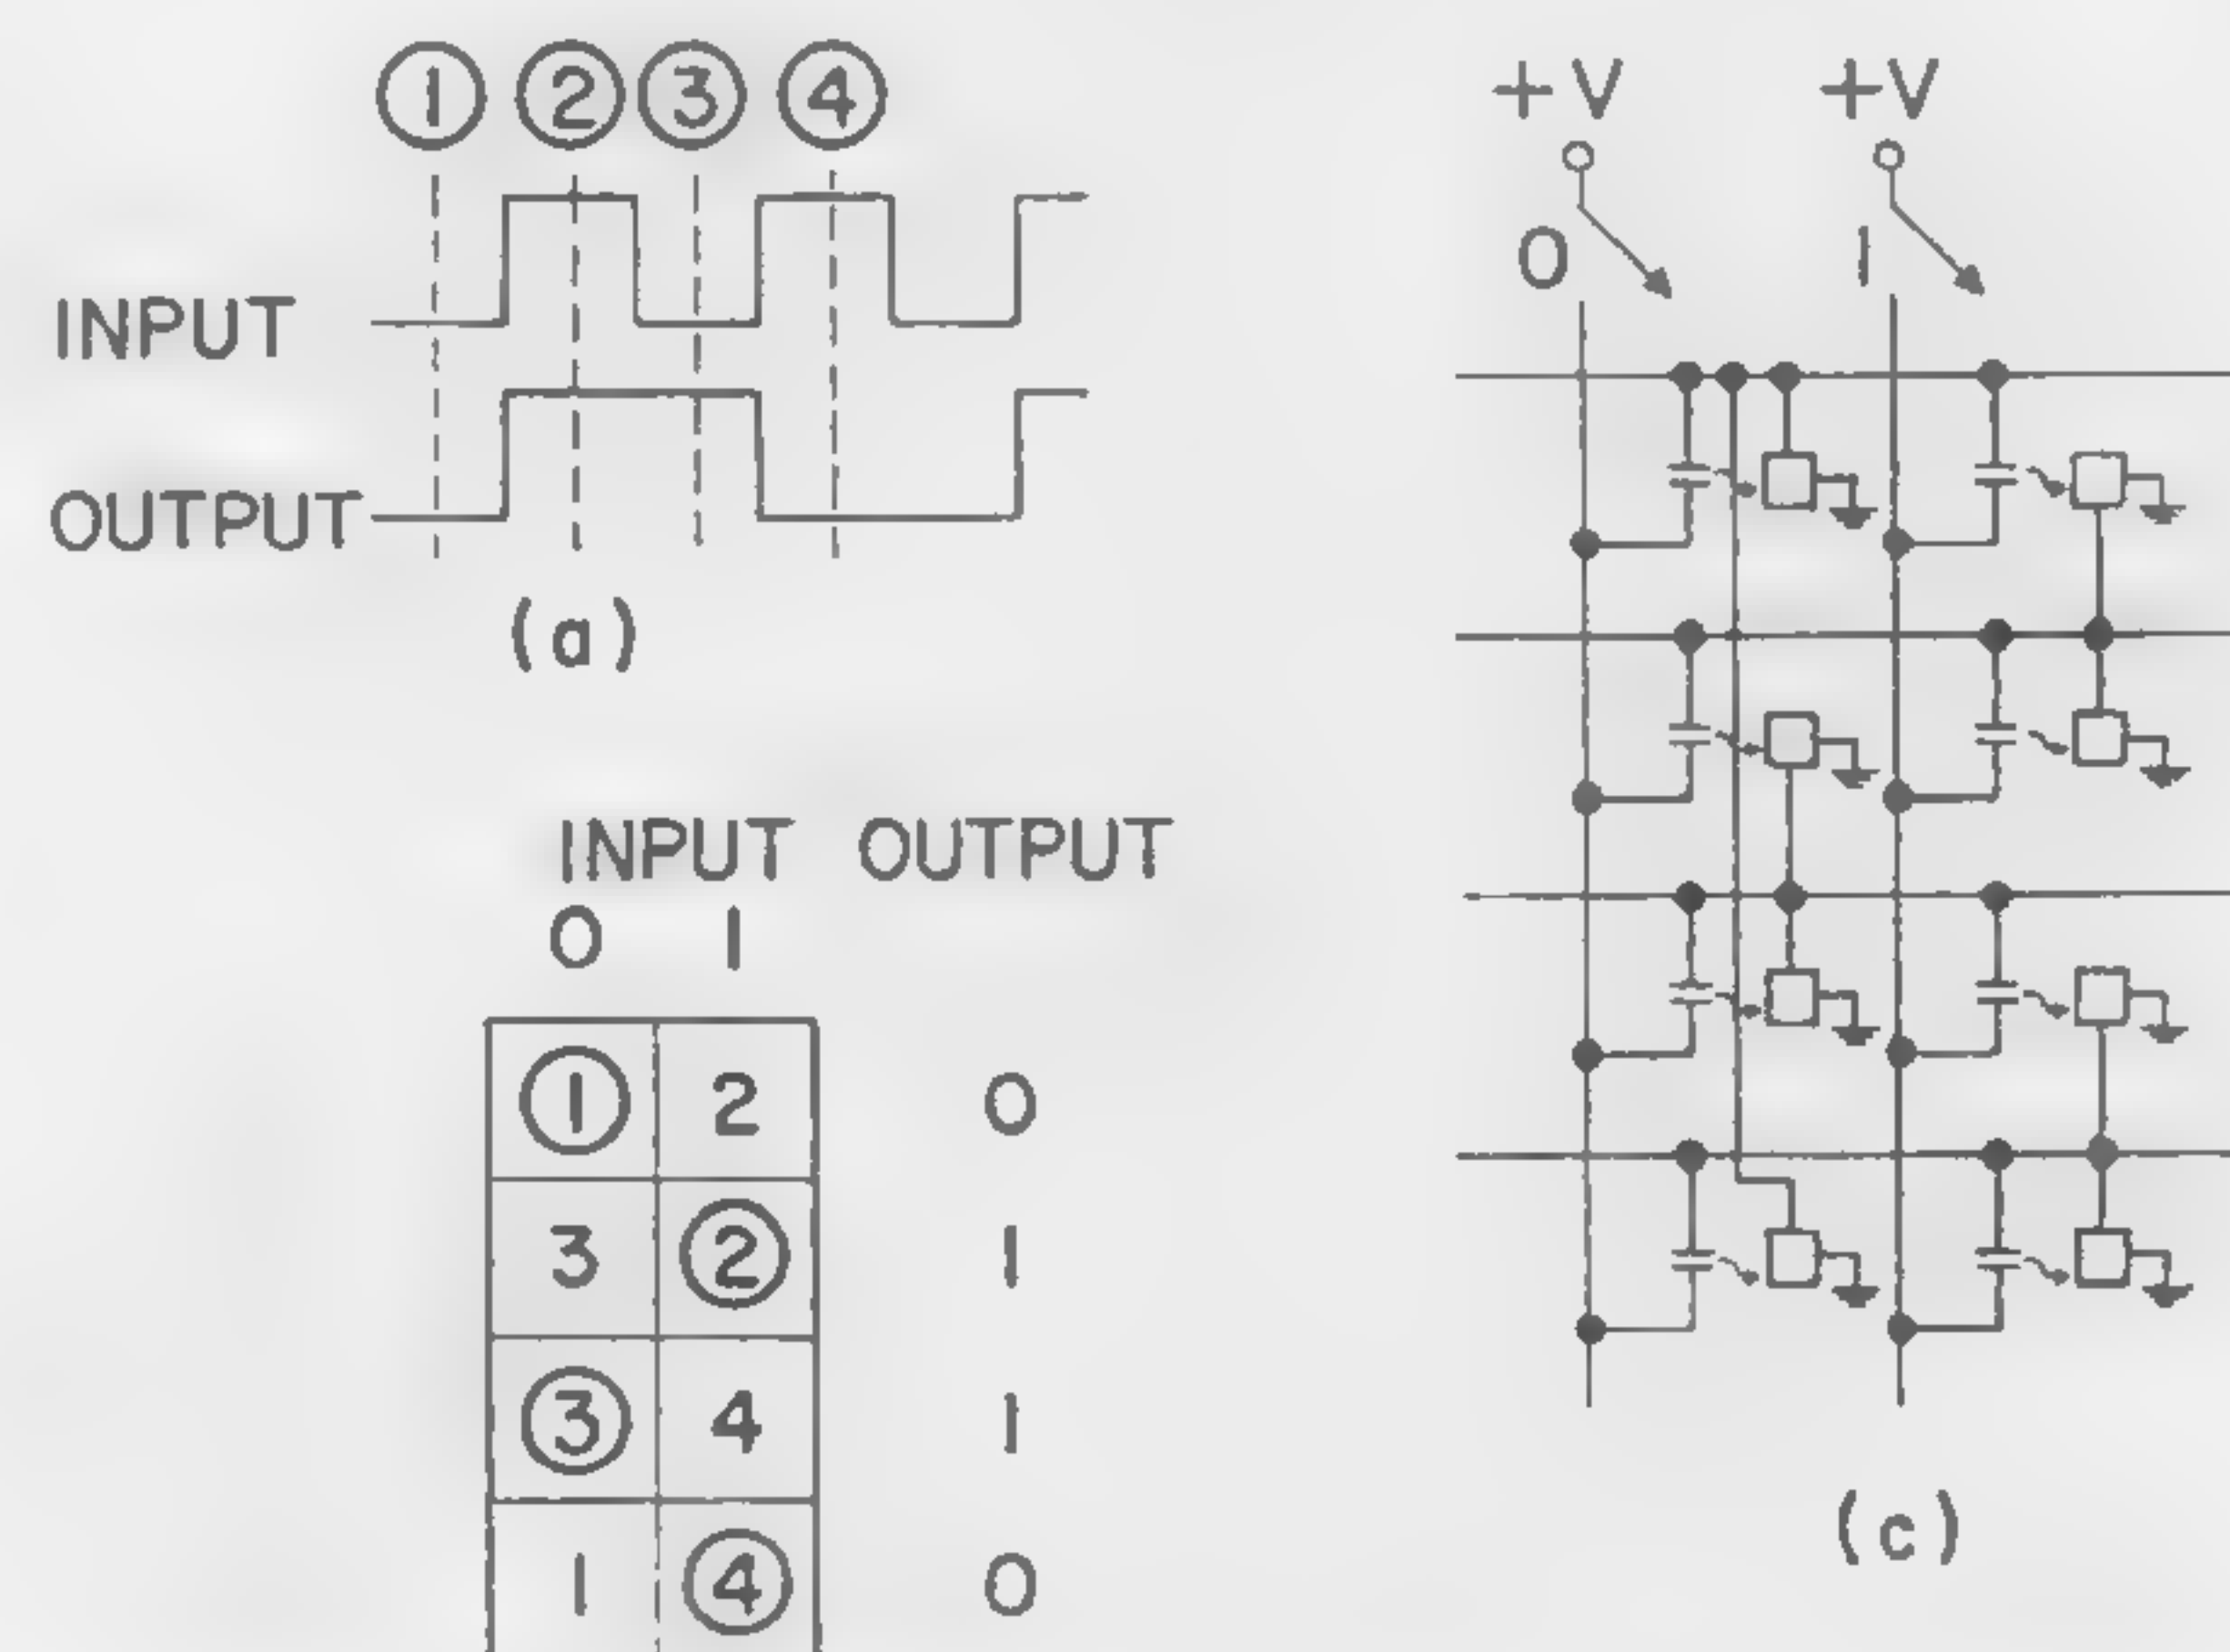 ① ② ③ ④
INPUT
OUTPUT
(a)
INPUT OUTPUT
0 1
① 2 0
3 ② 1
③ 4 1
1 ④ 0
+V +V
0 1
(c)